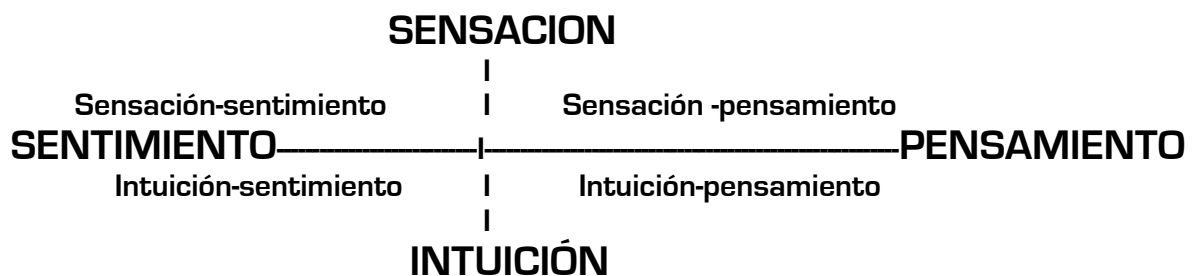 SENSACION
Sensación-sentimiento Sensación -pensamiento
SENTIMIENTO PENSAMIENTO
Intuición-sentimiento Intuición-pensamiento
INTUICIÓN